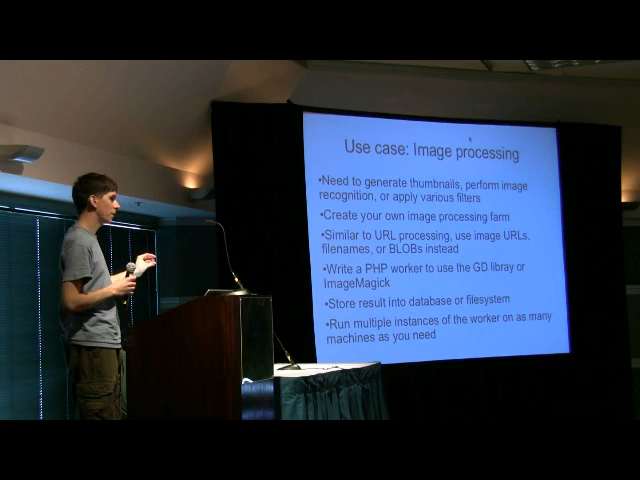 Use case: Image processing
•Need to generate thumbnails, perform image
recognition, or apply various filters
•Create your own image processing farm
•Similar to URL processing, use image URLs,
filenames, or BLOBs instead
•Write a PHP worker to use the GD library or
ImageMagick
•Store result into database or filesystem
•Run multiple instances of the worker on as many
machines as you need